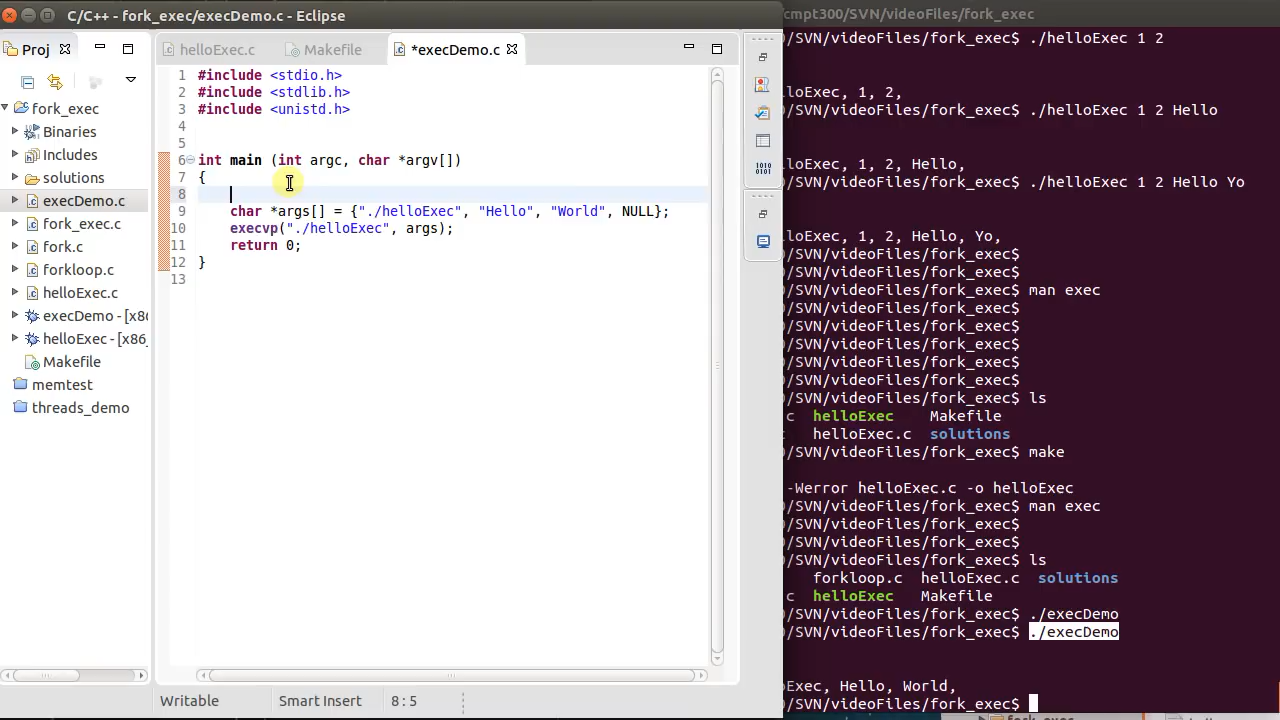 C/C++ - fork_exec/execDemo.c - Eclipse
Proj
helloExec.c
Makefile
*execDemo.c
fork_exec
Binaries
Includes
solutions
execDemo.c
fork_exec.c
fork.c
forkloop.c
helloExec.c
execDemo - [x86
helloExec - [x86_
Makefile
memtest
threads_demo
1 #include <stdio.h>
2 #include <stdlib.h>
3 #include <unistd.h>
4
5
6 int main (int argc, char *argv[])
7 {
8
9 char *args[] = {"./helloExec", "Hello", "World", NULL};
10 execvp("./helloExec", args);
11 return 0;
12 }
13
1010
0101
Writable
Smart Insert
8 : 5
cmpt300/SVN/videoFiles/fork_exec
/SVN/videoFiles/fork_exec$ ./helloExec 1 2
loExec, 1, 2,
/SVN/videoFiles/fork_exec$ ./helloExec 1 2 Hello
loExec, 1, 2, Hello,
/SVN/videoFiles/fork_exec$ ./helloExec 1 2 Hello Yo
loExec, 1, 2, Hello, Yo,
/SVN/videoFiles/fork_exec$
/SVN/videoFiles/fork_exec$
/SVN/videoFiles/fork_exec$ man exec
/SVN/videoFiles/fork_exec$
/SVN/videoFiles/fork_exec$
/SVN/videoFiles/fork_exec$
/SVN/videoFiles/fork_exec$
/SVN/videoFiles/fork_exec$
/SVN/videoFiles/fork_exec$ ls
c helloExec Makefile
helloExec.c solutions
/SVN/videoFiles/fork_exec$ make
-Werror helloExec.c -o helloExec
/SVN/videoFiles/fork_exec$ man exec
/SVN/videoFiles/fork_exec$
/SVN/videoFiles/fork_exec$
/SVN/videoFiles/fork_exec$ ls
forkloop.c helloExec.c solutions
c helloExec Makefile
/SVN/videoFiles/fork_exec$ ./execDemo
/SVN/videoFiles/fork_exec$ ./execDemo
Exec, Hello, World,
/SVN/videoFiles/fork_exec$